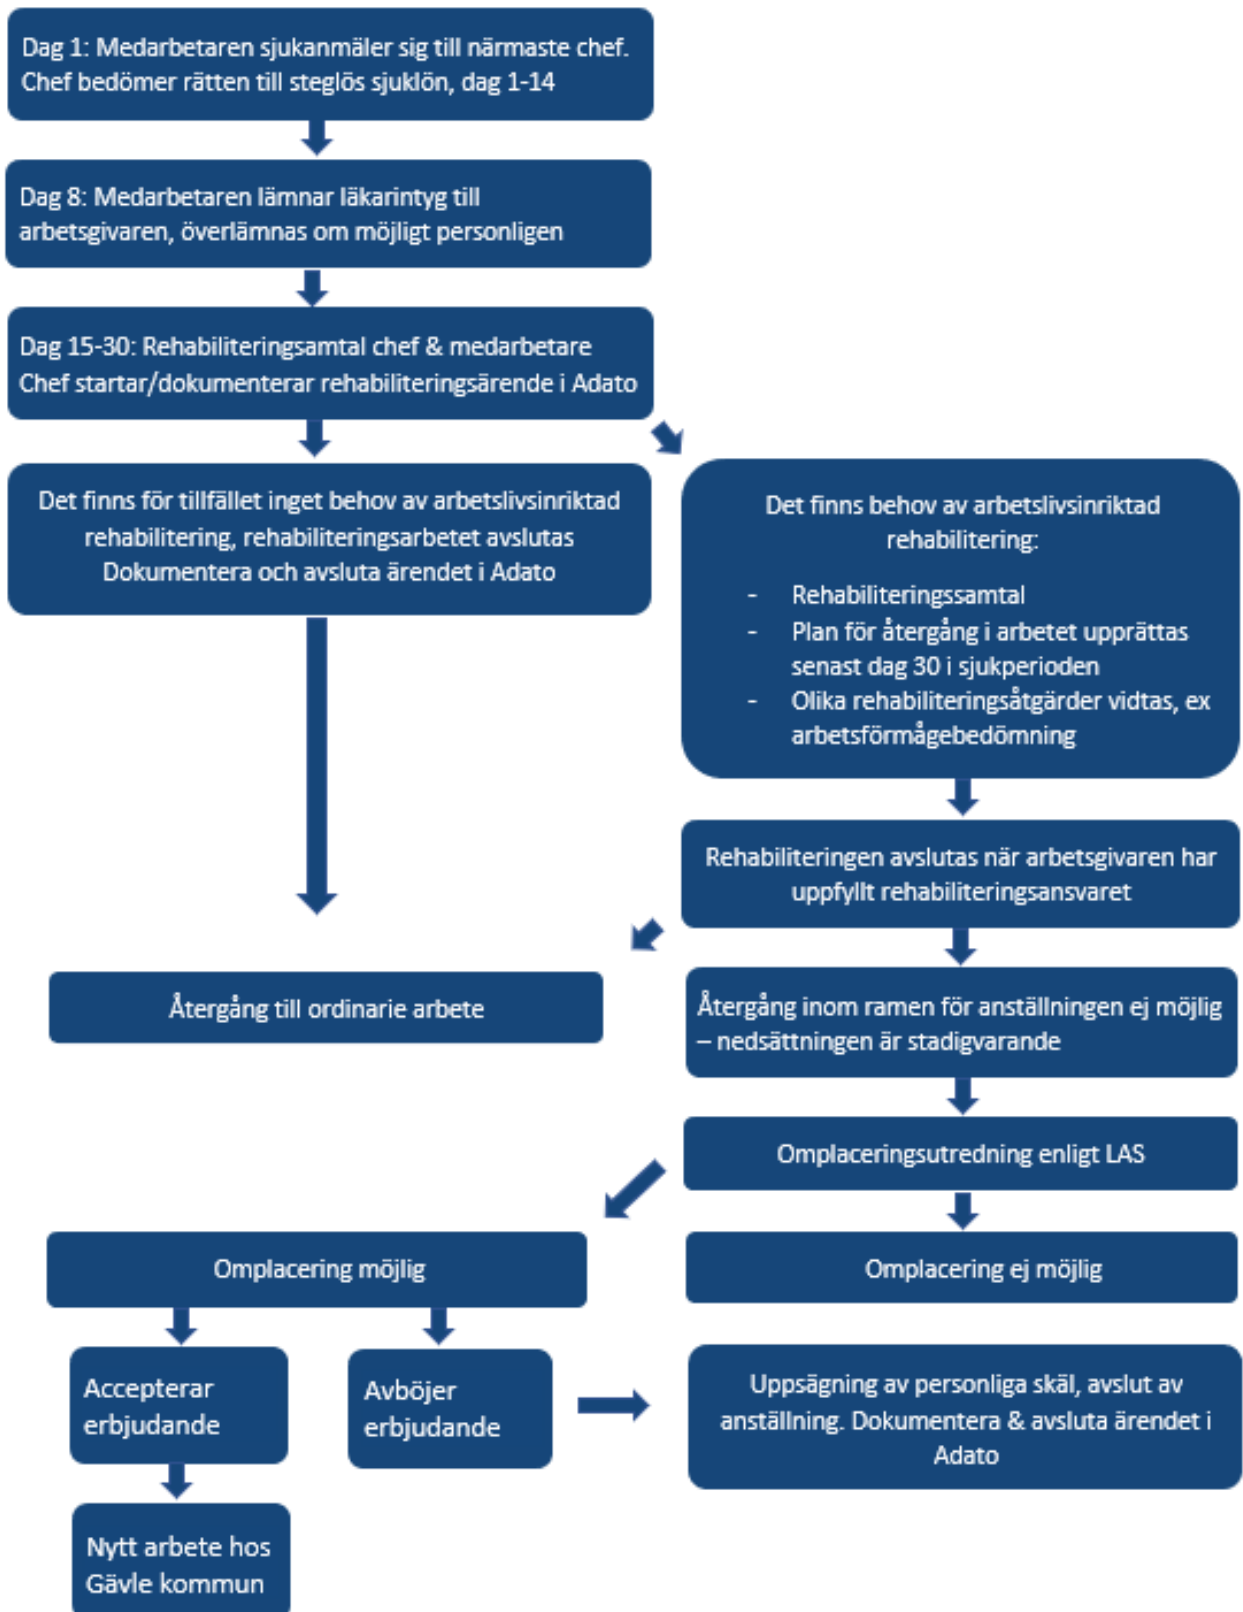 Dag 1: Medarbetaren sjukanmäler sig till närmaste chef.
Chef bedömer rätten till steglös sjuklön, dag 1-14
Dag 8: Medarbetaren lämnar läkarintyg till
arbetsgivaren, överlämnas om möjligt personligen
Dag 15-30: Rehabiliteringsamtal chef & medarbetare
Chef startar/dokumenterar rehabiliteringsärende i Adato
Det finns för tillfället inget behov av arbetslivsinriktad
rehabilitering, rehabiliteringsarbetet avslutas
Dokumentera och avsluta ärendet i Adato
Det finns behov av arbetslivsinriktad
rehabilitering:
- Rehabiliteringssamtal
- Plan för återgång i arbetet upprättas
senast dag 30 i sjukperioden
- Olika rehabiliteringsåtgärder vidtas, ex
arbetsförmågebedömning
Rehabiliteringen avslutas när arbetsgivaren har
uppfyllt rehabiliteringsansvaret
Återgång till ordinarie arbete
Återgång inom ramen för anställningen ej möjlig
– nedsättningen är stadigvarande
Omplaceringsutredning enligt LAS
Omplacering möjlig
Omplacering ej möjlig
Accepterar
erbjudande
Avböjer
erbjudande
Uppsägning av personliga skäl, avslut av
anställning. Dokumentera & avsluta ärendet i
Adato
Nytt arbete hos
Gävle kommun